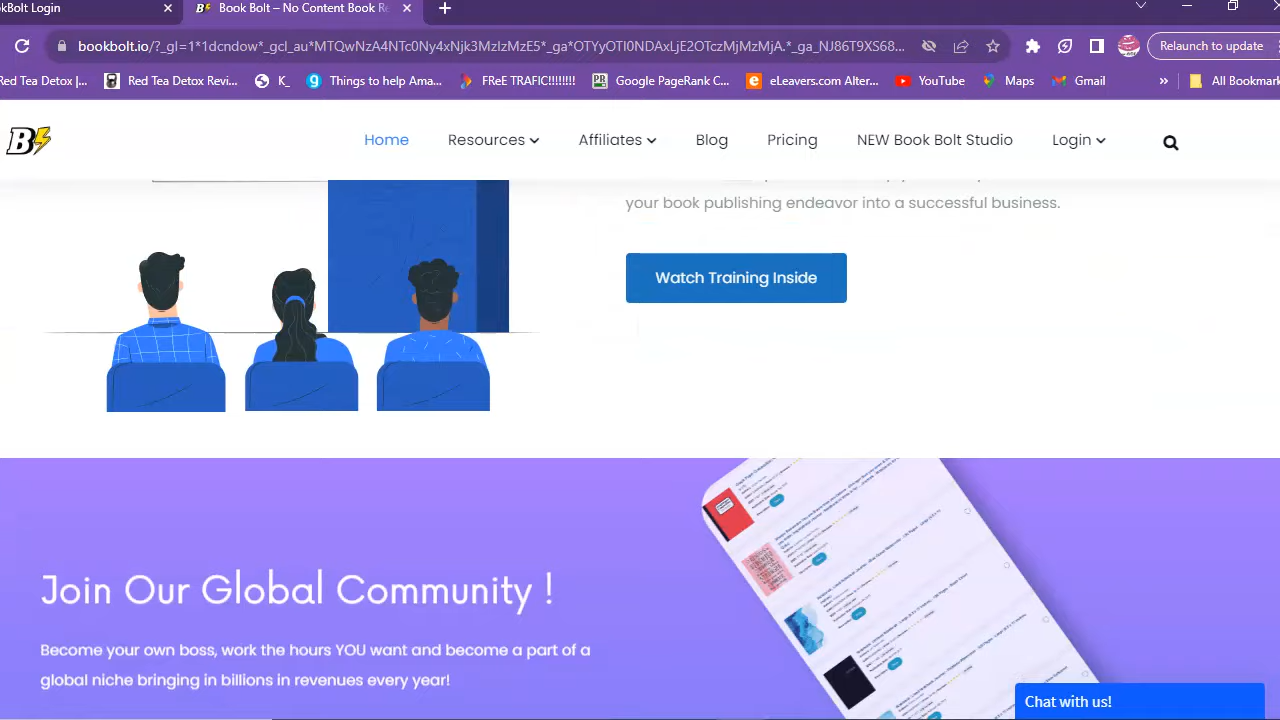 okBolt Login
Book Bolt – No Content Book Re
bookbolt.io/?_gl=1*1dcndow*_gcl_au*MTQwNzA4NTc0Ny4xNjk3MzIzMzE5*_ga*OTYyOTI0NDAxLjE2OTczMjMzMjA.*_ga_NJ86T9XS68...
Relaunch to update
Red Tea Detox |...
Red Tea Detox Revi...
K_
Things to help Ama...
FReE TRAFIC!!!!!!!!
Google PageRank C...
eLeavers.com Alter...
YouTube
Maps
Gmail
»
All Bookmar
B
Home
Resources
Affiliates
Blog
Pricing
NEW Book Bolt Studio
Login
your book publishing endeavor into a successful business.
Watch Training Inside
Join Our Global Community !
Become your own boss, work the hours YOU want and become a part of a
global niche bringing in billions in revenues every year!
Chat with us!